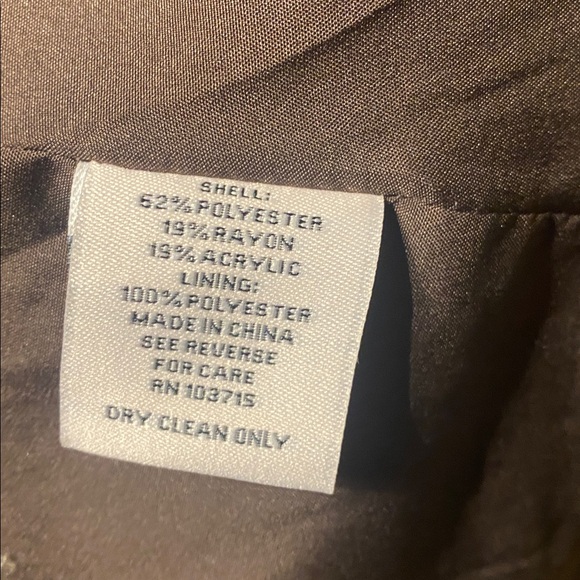 SHELL:
62% POLYESTER
19% RAYON
19% ACRYLIC
LINING:
100% POLYESTER
MADE IN CHINA
SEE REVERSE
FOR CARE
RN 103715
DRY CLEAN ONLY